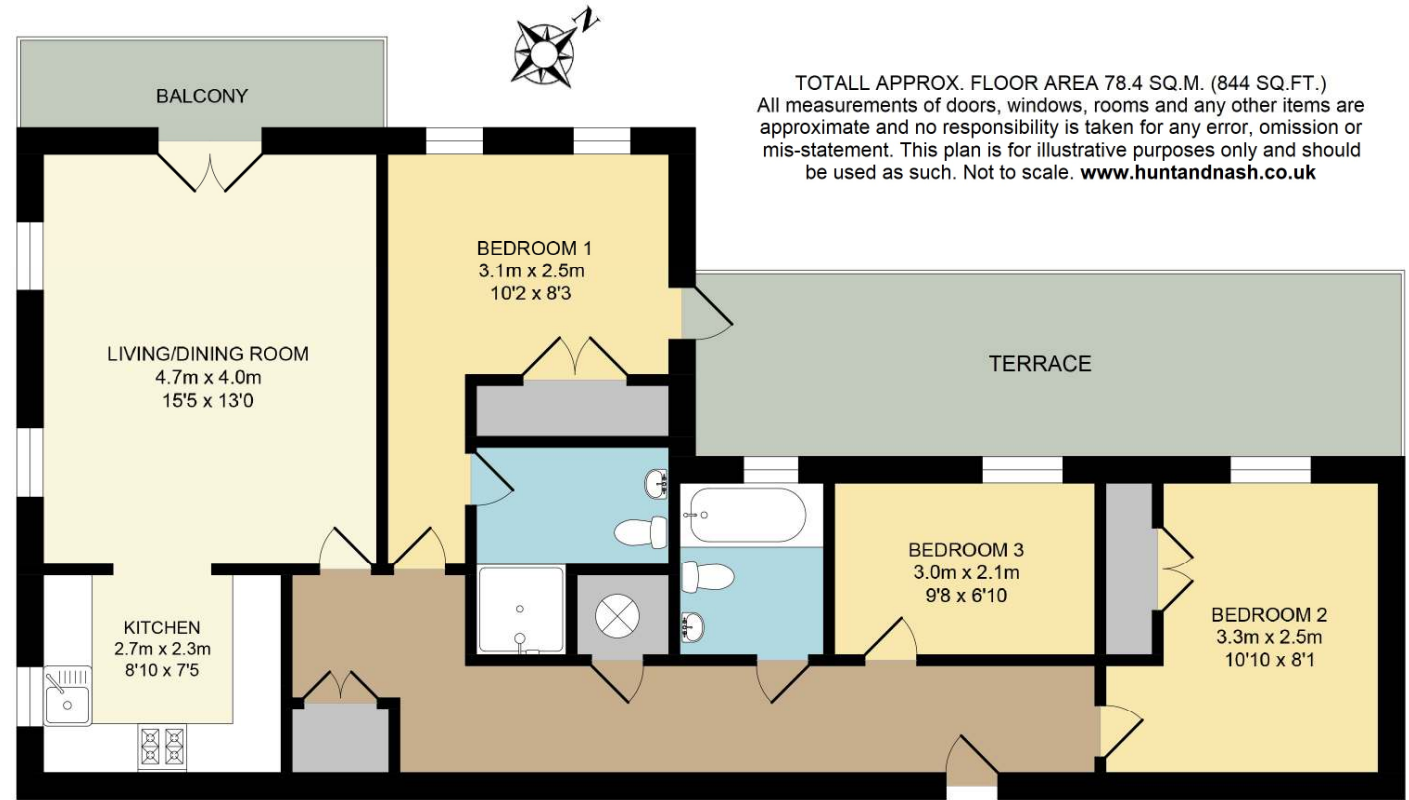 N
BALCONY
TOTALL APPROX. FLOOR AREA 78.4 SQ.M. (844 SQ.FT.)
All measurements of doors, windows, rooms and any other items are
approximate and no responsibility is taken for any error, omission or
mis-statement. This plan is for illustrative purposes only and should
be used as such. Not to scale. www.huntandnash.co.uk
BEDROOM 1
3.1m x 2.5m
10'2 x 8'3
LIVING/DINING ROOM
4.7m x 4.0m
15'5 x 13'0
TERRACE
BEDROOM 3
3.0m x 2.1m
9'8 x 6'10
BEDROOM 2
3.3m x 2.5m
10'10 x 8'1
KITCHEN
2.7m x 2.3m
8'10 x 7'5